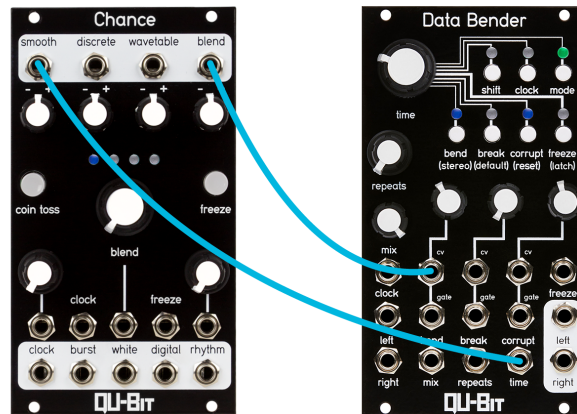 Chance
smooth discrete wavetable blend
- + - + - + -
coin toss freeze
blend
clock freeze
clock burst white digital rhythm
QU-BIT
Data Bender
shift clock mode
time
bend break corrupt freeze
(stereo) (default) (reset) (latch)
repeats
mix cv cv cv
clock gate gate gate freeze
left bend break corrupt left
right mix repeats time right
QU-BIT